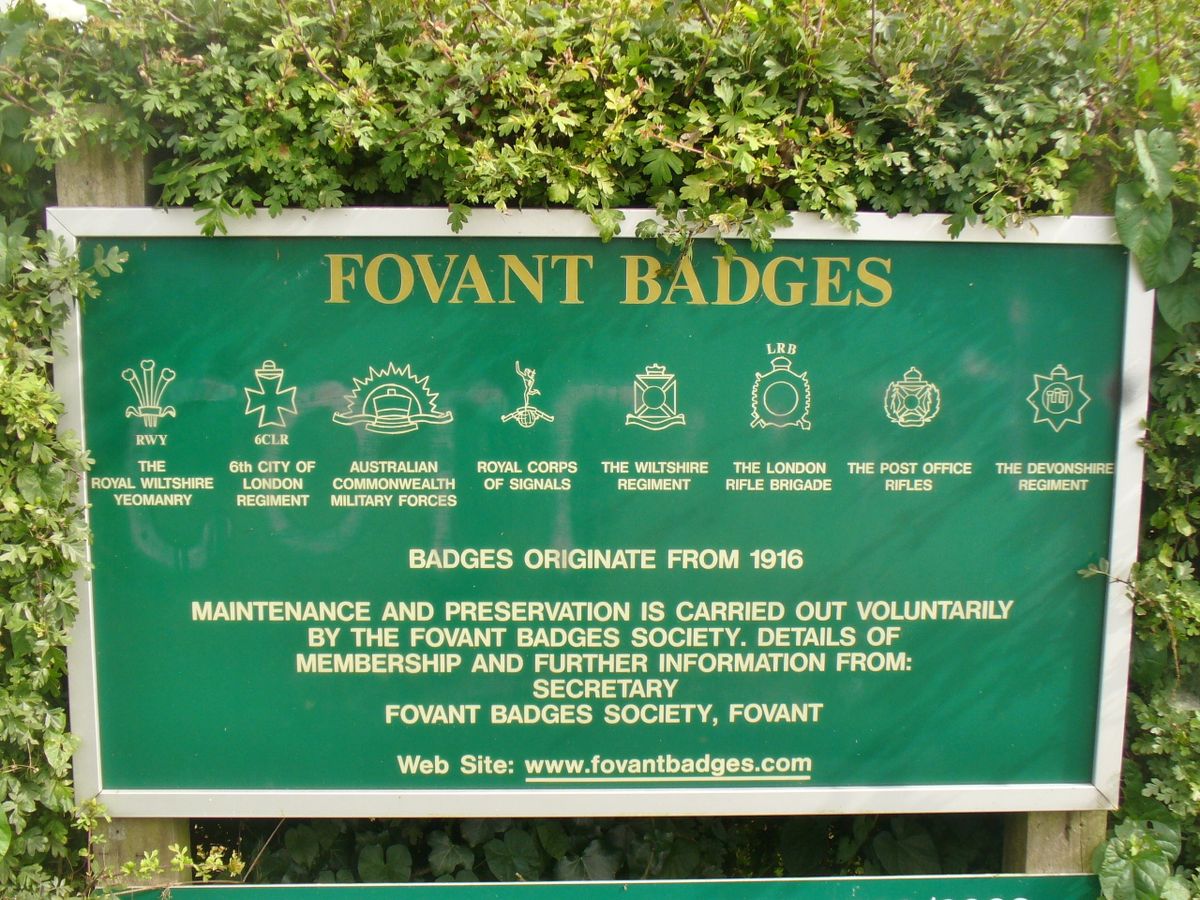 FOVANT BADGES
LRB
RWY
6CLR
THE
ROYAL WILTSHIRE
YEOMANRY
6th CITY OF
LONDON
REGIMENT
AUSTRALIAN
COMMONWEALTH
MILITARY FORCES
ROYAL CORPS
OF SIGNALS
THE WILTSHIRE
REGIMENT
THE LONDON
RIFLE BRIGADE
THE POST OFFICE
RIFLES
THE DEVONSHIRE
REGIMENT
BADGES ORIGINATE FROM 1916
MAINTENANCE AND PRESERVATION IS CARRIED OUT VOLUNTARILY
BY THE FOVANT BADGES SOCIETY. DETAILS OF
MEMBERSHIP AND FURTHER INFORMATION FROM:
SECRETARY
FOVANT BADGES SOCIETY, FOVANT
Web Site: www.fovantbadges.com